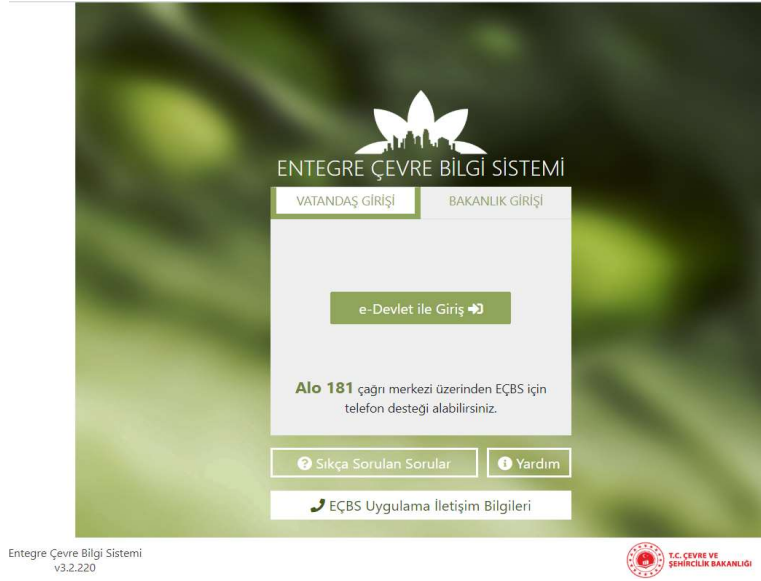 ENTEGRE ÇEVRE BİLGİ SİSTEMİ
VATANDAŞ GİRİŞİ
BAKANLIK GİRİŞİ
e-Devlet ile Giriş
Alo 181 çağrı merkezi üzerinden EÇBS için
telefon desteği alabilirsiniz.
Sıkça Sorulan Sorular
Yardım
EÇBS Uygulama İletişim Bilgileri
Entegre Çevre Bilgi Sistemi
v3.2.220
T.C. ÇEVRE VE
ŞEHİRCİLİK BAKANLIĞI